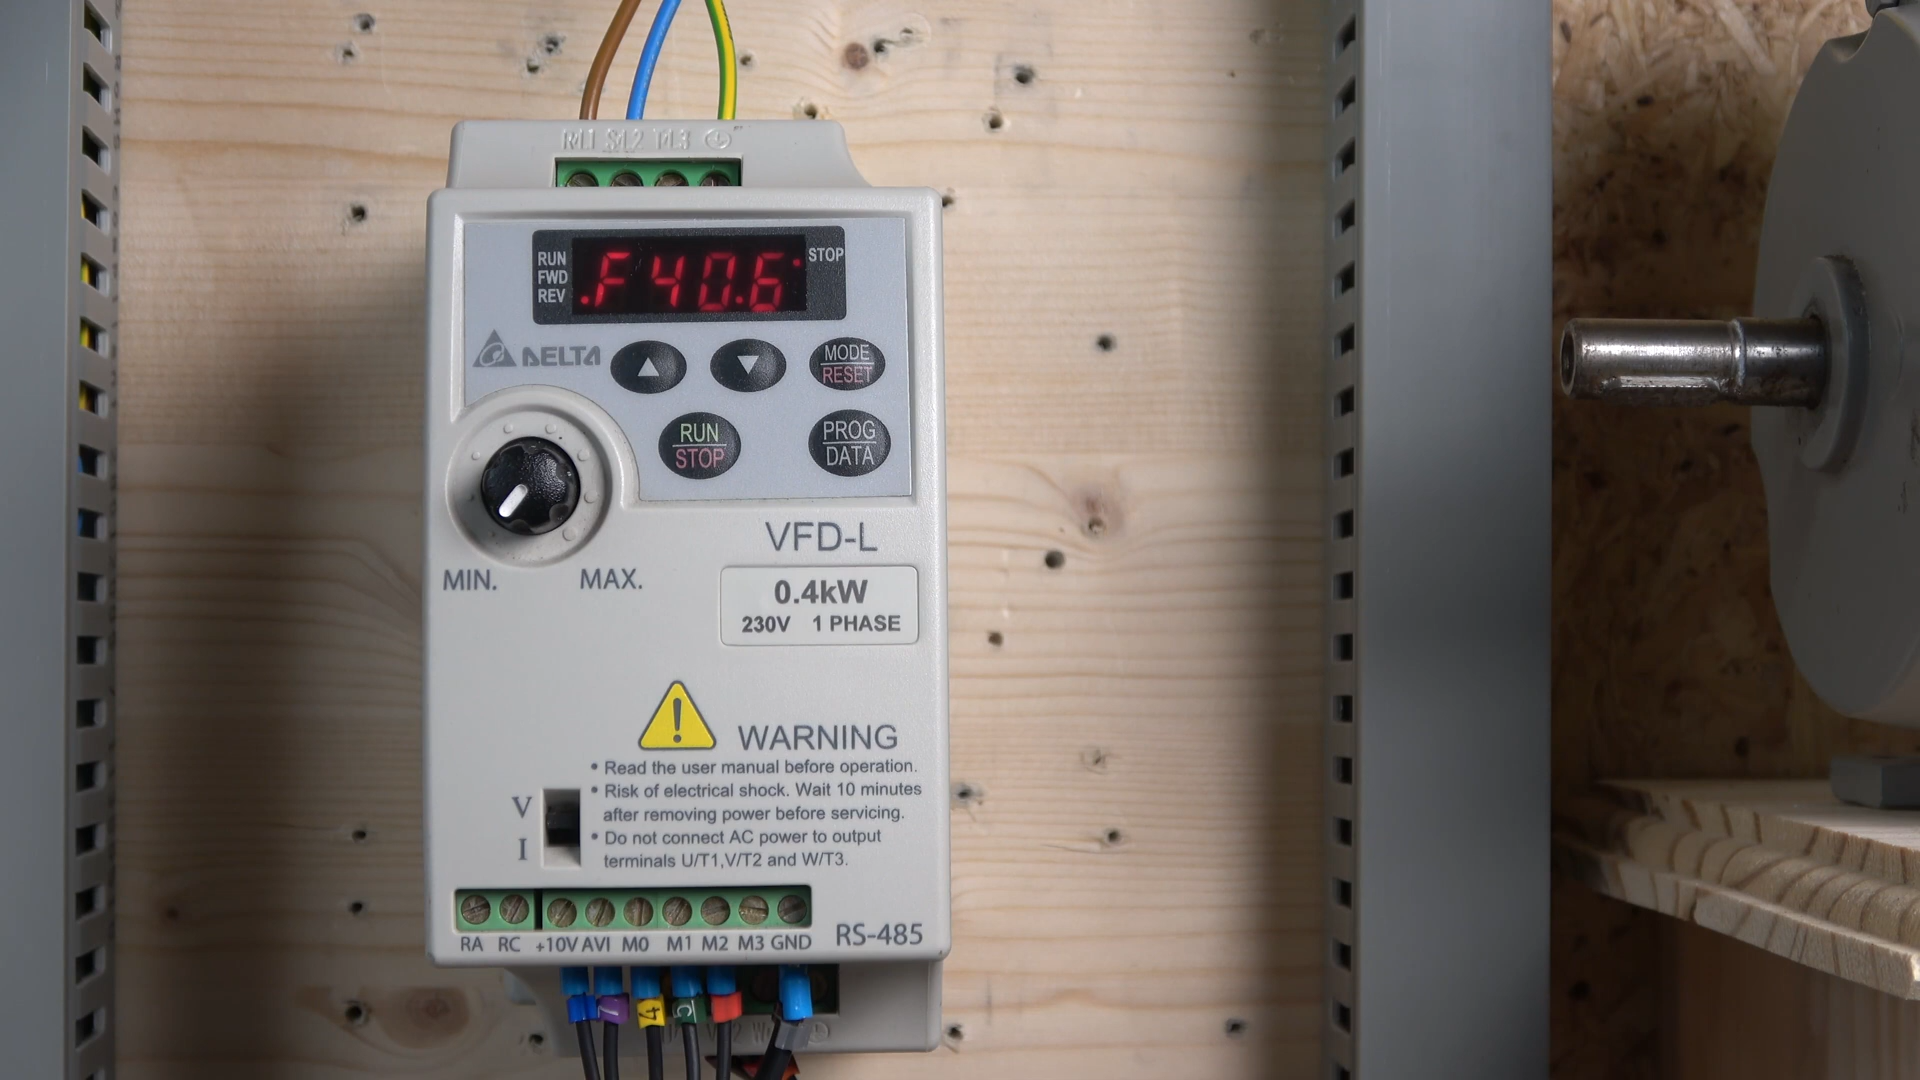 R/L1 S/L2 T/L3
RUN
FWD
REV
F40.6
STOP
DELTA
MODE
RESET
RUN
STOP
PROG
DATA
VFD-L
MIN. MAX.
0.4kW
230V 1 PHASE
WARNING
• Read the user manual before operation.
• Risk of electrical shock. Wait 10 minutes
after removing power before servicing.
• Do not connect AC power to output
terminals U/T1,V/T2 and W/T3.
V
I
RA RC +10V AVI M0 M1 M2 M3 GND
RS-485
7 4 C